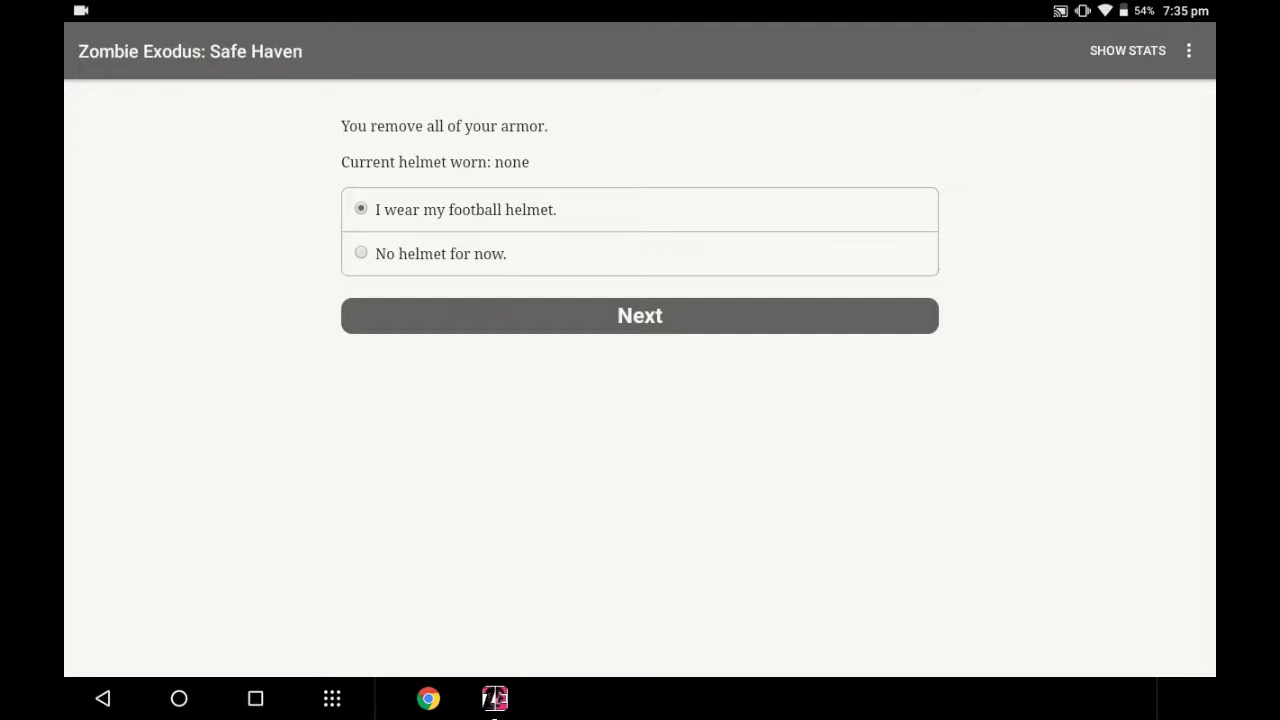 54% 7:35 pm
Zombie Exodus: Safe Haven
SHOW STATS
You remove all of your armor.
Current helmet worn: none
I wear my football helmet.
No helmet for now.
Next
ZE